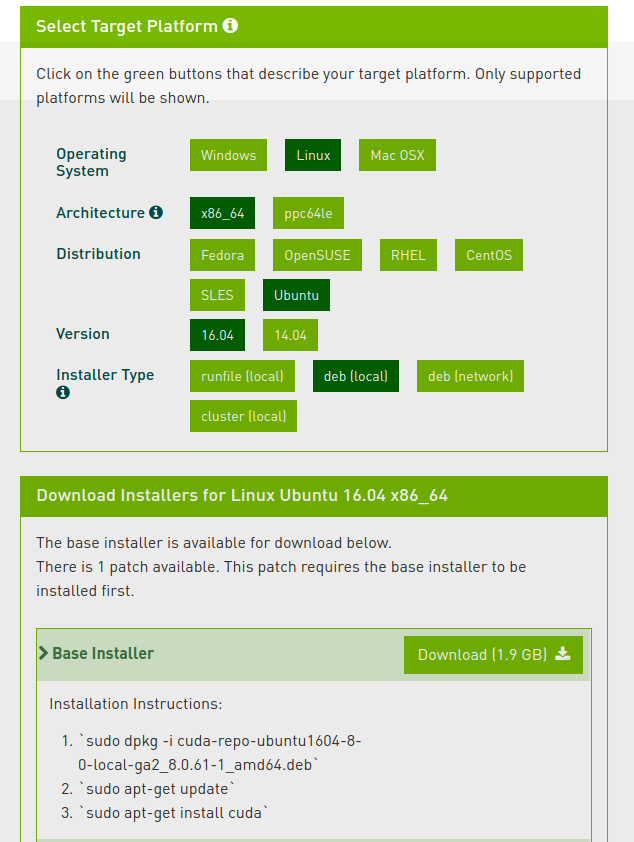 Select Target Platform
Click on the green buttons that describe your target platform. Only supported
platforms will be shown.
Operating
System
Windows Linux Mac OSX
Architecture x86_64 ppc64le
Distribution Fedora OpenSUSE RHEL CentOS
SLES Ubuntu
Version 16.04 14.04
Installer Type runfile (local) deb (local) deb (network)
cluster (local)
Download Installers for Linux Ubuntu 16.04 x86_64
The base installer is available for download below.
There is 1 patch available. This patch requires the base installer to be
installed first.
Base Installer Download (1.9 GB)
Installation Instructions:
1. `sudo dpkg -i cuda-repo-ubuntu1604-8-
0-local-ga2_8.0.61-1_amd64.deb`
2. `sudo apt-get update`
3. `sudo apt-get install cuda`